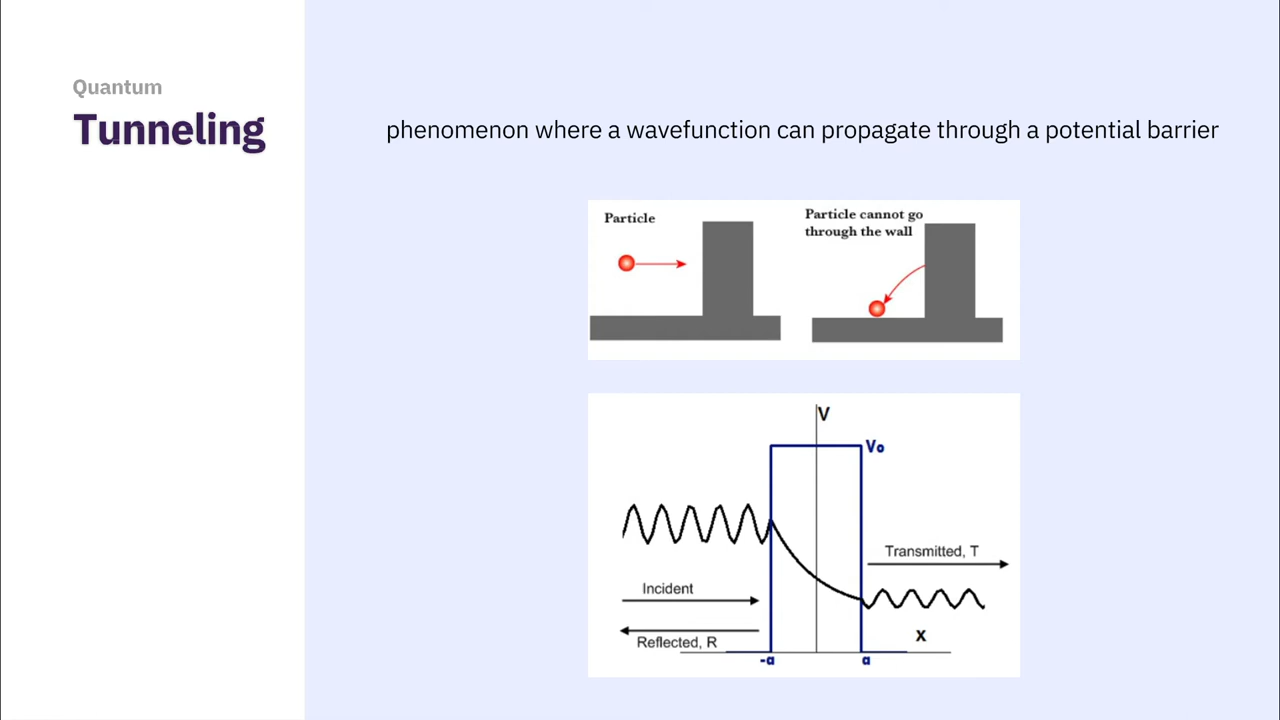 Quantum
Tunneling
phenomenon where a wavefunction can propagate through a potential barrier
Particle
Particle cannot go
through the wall
V
Vo
Transmitted, T
Incident
Reflected, R
x
-a
a